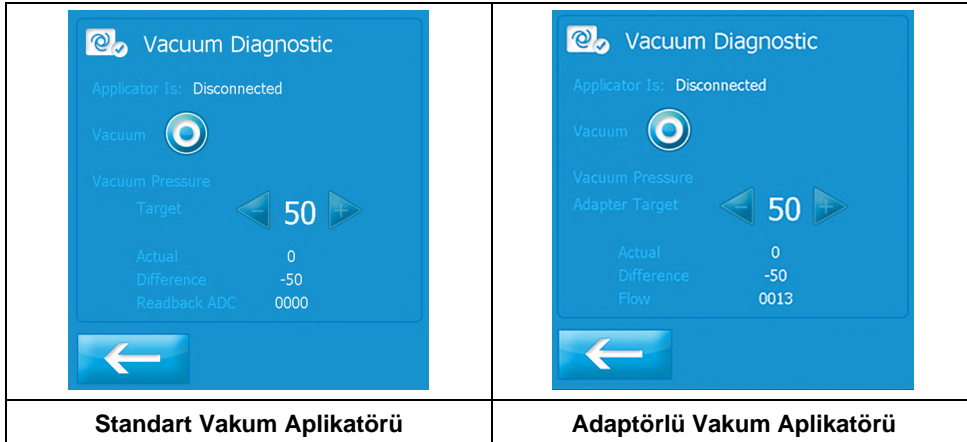 Vacuum Diagnostic
Applicator Is: Disconnected
Vacuum
Vacuum Pressure
Target - 50 +
Actual 0
Difference -50
Readback ADC 0000
Standart Vakum Aplikatörü
Vacuum Diagnostic
Applicator Is: Disconnected
Vacuum
Vacuum Pressure
Adapter Target - 50 +
Actual 0
Difference -50
Flow 0013
Adaptörlü Vakum Aplikatörü